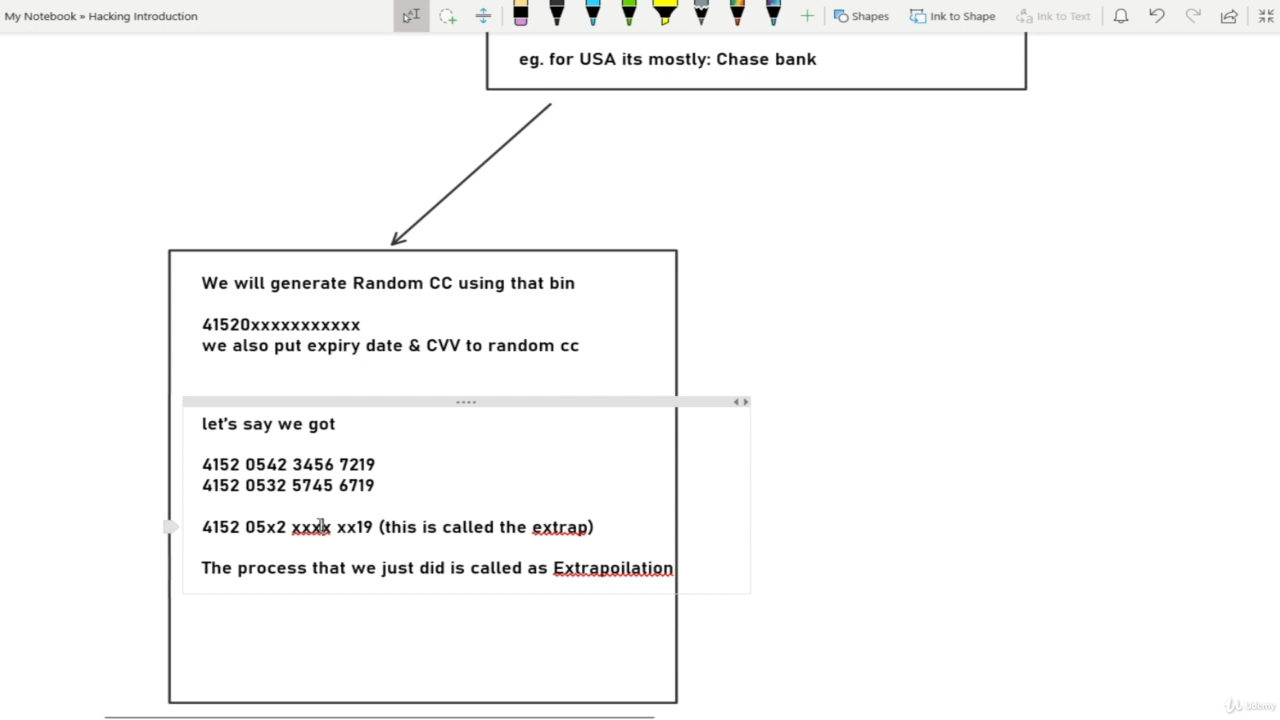 My Notebook » Hacking Introduction
Shapes
Ink to Shape
Ink to Text
eg. for USA its mostly: Chase bank
We will generate Random CC using that bin
41520xxxxxxxxxxx
we also put expiry date & CVV to random cc
let's say we got
4152 0542 3456 7219
4152 0532 5745 6719
4152 05x2 xxxx xx19 (this is called the extrap)
The process that we just did is called as Extrapoilation
Udemy